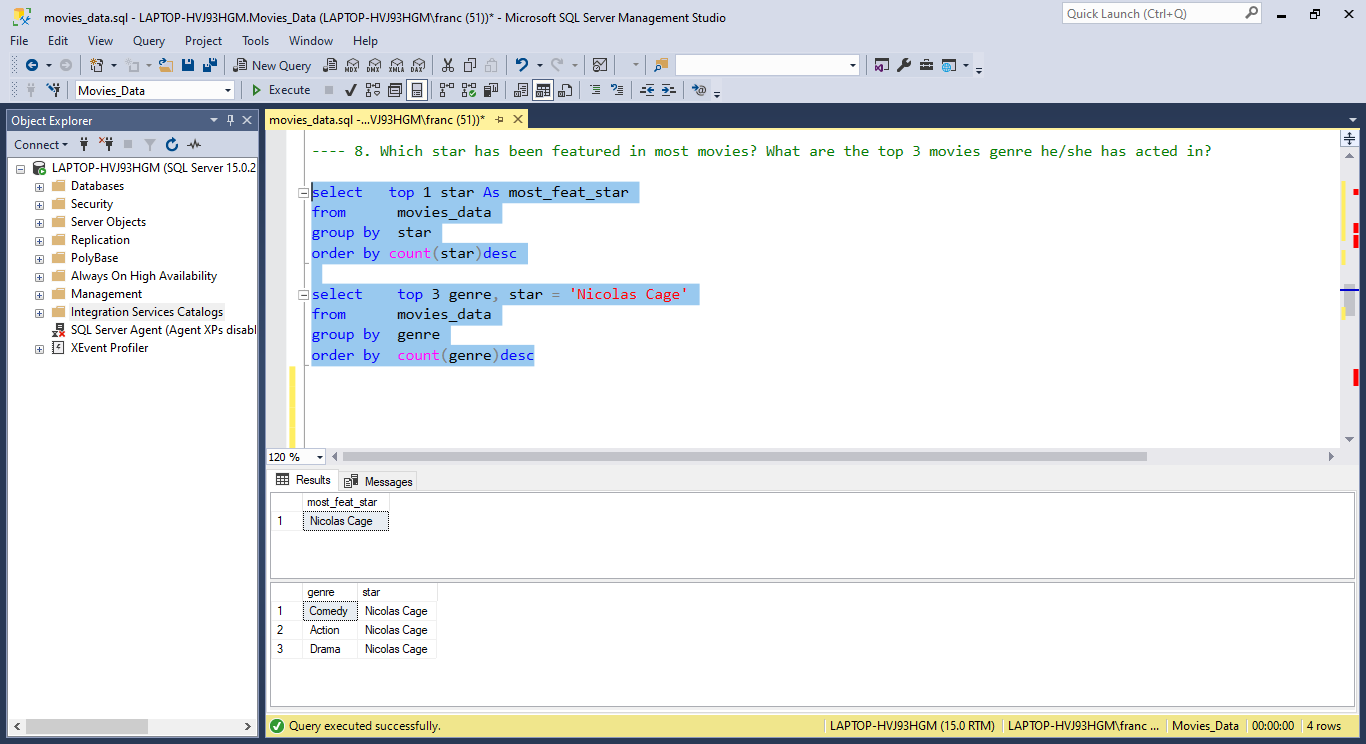 movies_data.sql - LAPTOP-HVJ93HGM.Movies_Data (LAPTOP-HVJ93HGM\franc (51))* - Microsoft SQL Server Management Studio
Quick Launch (Ctrl+Q)
File Edit View Query Project Tools Window Help
New Query MDX DMX XMLA DAX
Movies_Data Execute
Object Explorer
movies_data.sql -...VJ93HGM\franc (51))*
Connect
LAPTOP-HVJ93HGM (SQL Server 15.0.2
Databases
Security
Server Objects
Replication
PolyBase
Always On High Availability
Management
Integration Services Catalogs
SQL Server Agent (Agent XPs disabl
XEvent Profiler
---- 8. Which star has been featured in most movies? What are the top 3 movies genre he/she has acted in?
select top 1 star As most_feat_star
from movies_data
group by star
order by count(star)desc
select top 3 genre, star = 'Nicolas Cage'
from movies_data
group by genre
order by count(genre)desc
120 %
Results Messages
most_feat_star
1 Nicolas Cage
genre star
1 Comedy Nicolas Cage
2 Action Nicolas Cage
3 Drama Nicolas Cage
Query executed successfully.
LAPTOP-HVJ93HGM (15.0 RTM) LAPTOP-HVJ93HGM\franc ... Movies_Data 00:00:00 4 rows